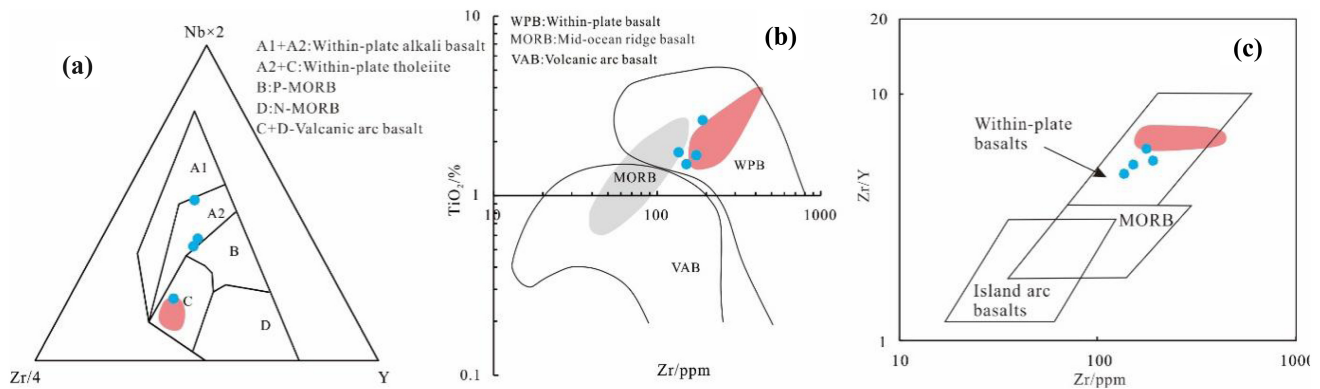 (a)
Nb×2
A1+A2:Within-plate alkali basalt
A2+C:Within-plate tholeiite
B:P-MORB
D:N-MORB
C+D-Valcanic arc basalt
A1
A2
B
C
D
Zr/4
Y
(b)
WPB:Within-plate basalt
MORB:Mid-ocean ridge basalt
VAB:Volcanic arc basalt
10
TiO₂/%
1
0.1
10
100
1000
MORB
WPB
VAB
Zr/ppm
(c)
20
10
Zr/Y
1
Within-plate
basalts
MORB
Island arc
basalts
10
100
1000
Zr/ppm